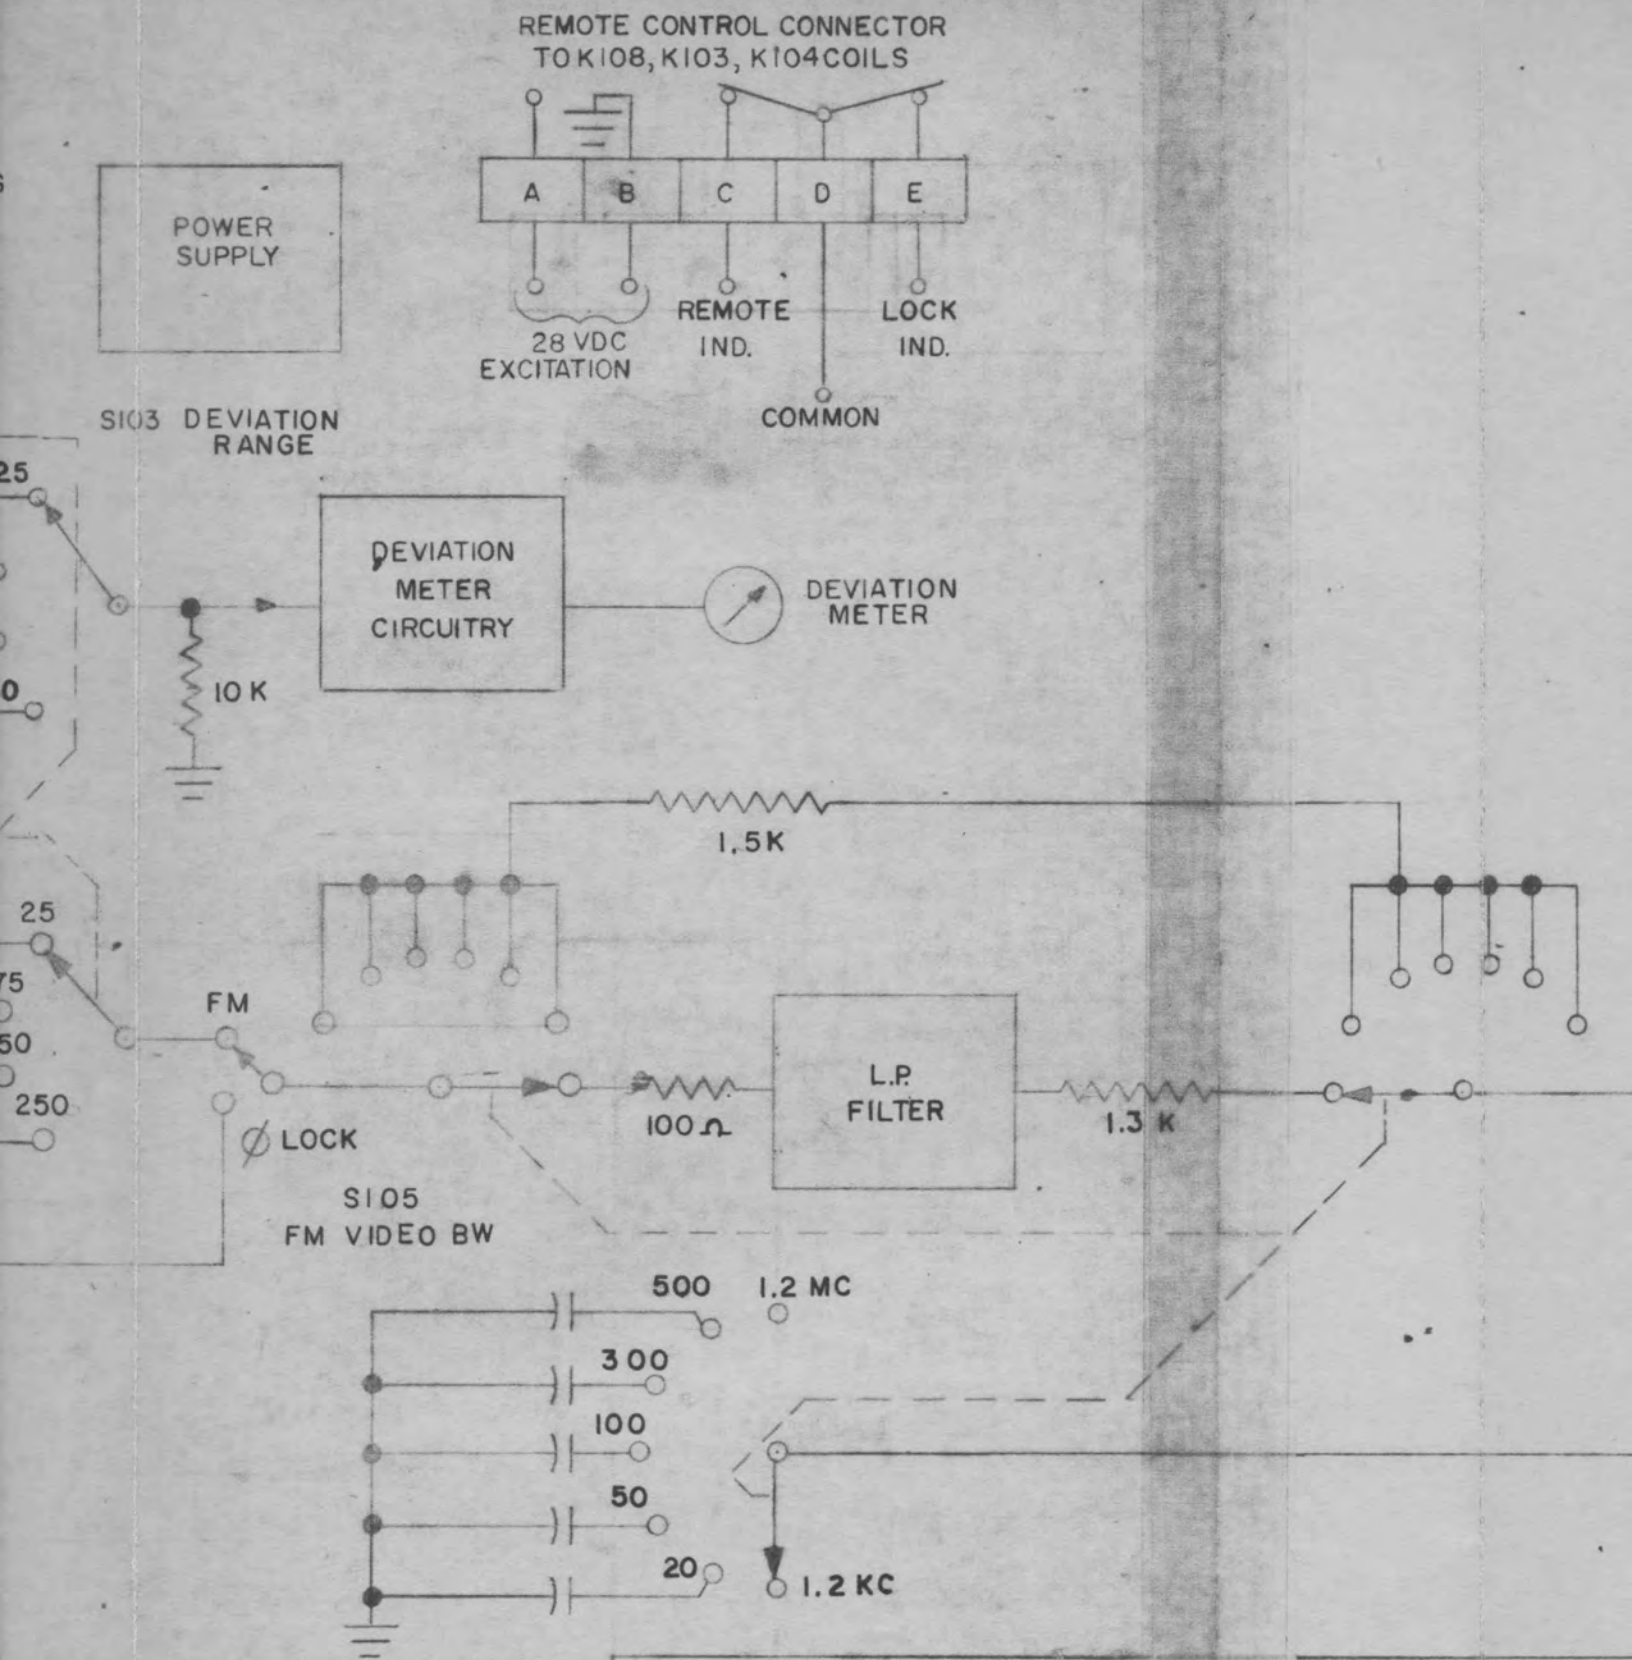 REMOTE CONTROL CONNECTOR
TO K108, K103, K104 COILS
A B C D E
POWER
SUPPLY
28 VDC
EXCITATION
REMOTE
IND.
LOCK
IND.
COMMON
S103 DEVIATION
RANGE
25
DEVIATION
METER
CIRCUITRY
DEVIATION
METER
10 K
1.5K
25
75
50
250
FM
Ø LOCK
100Ω
L.P.
FILTER
1.3 K
S105
FM VIDEO BW
500
1.2 MC
300
100
50
20
1.2 KC